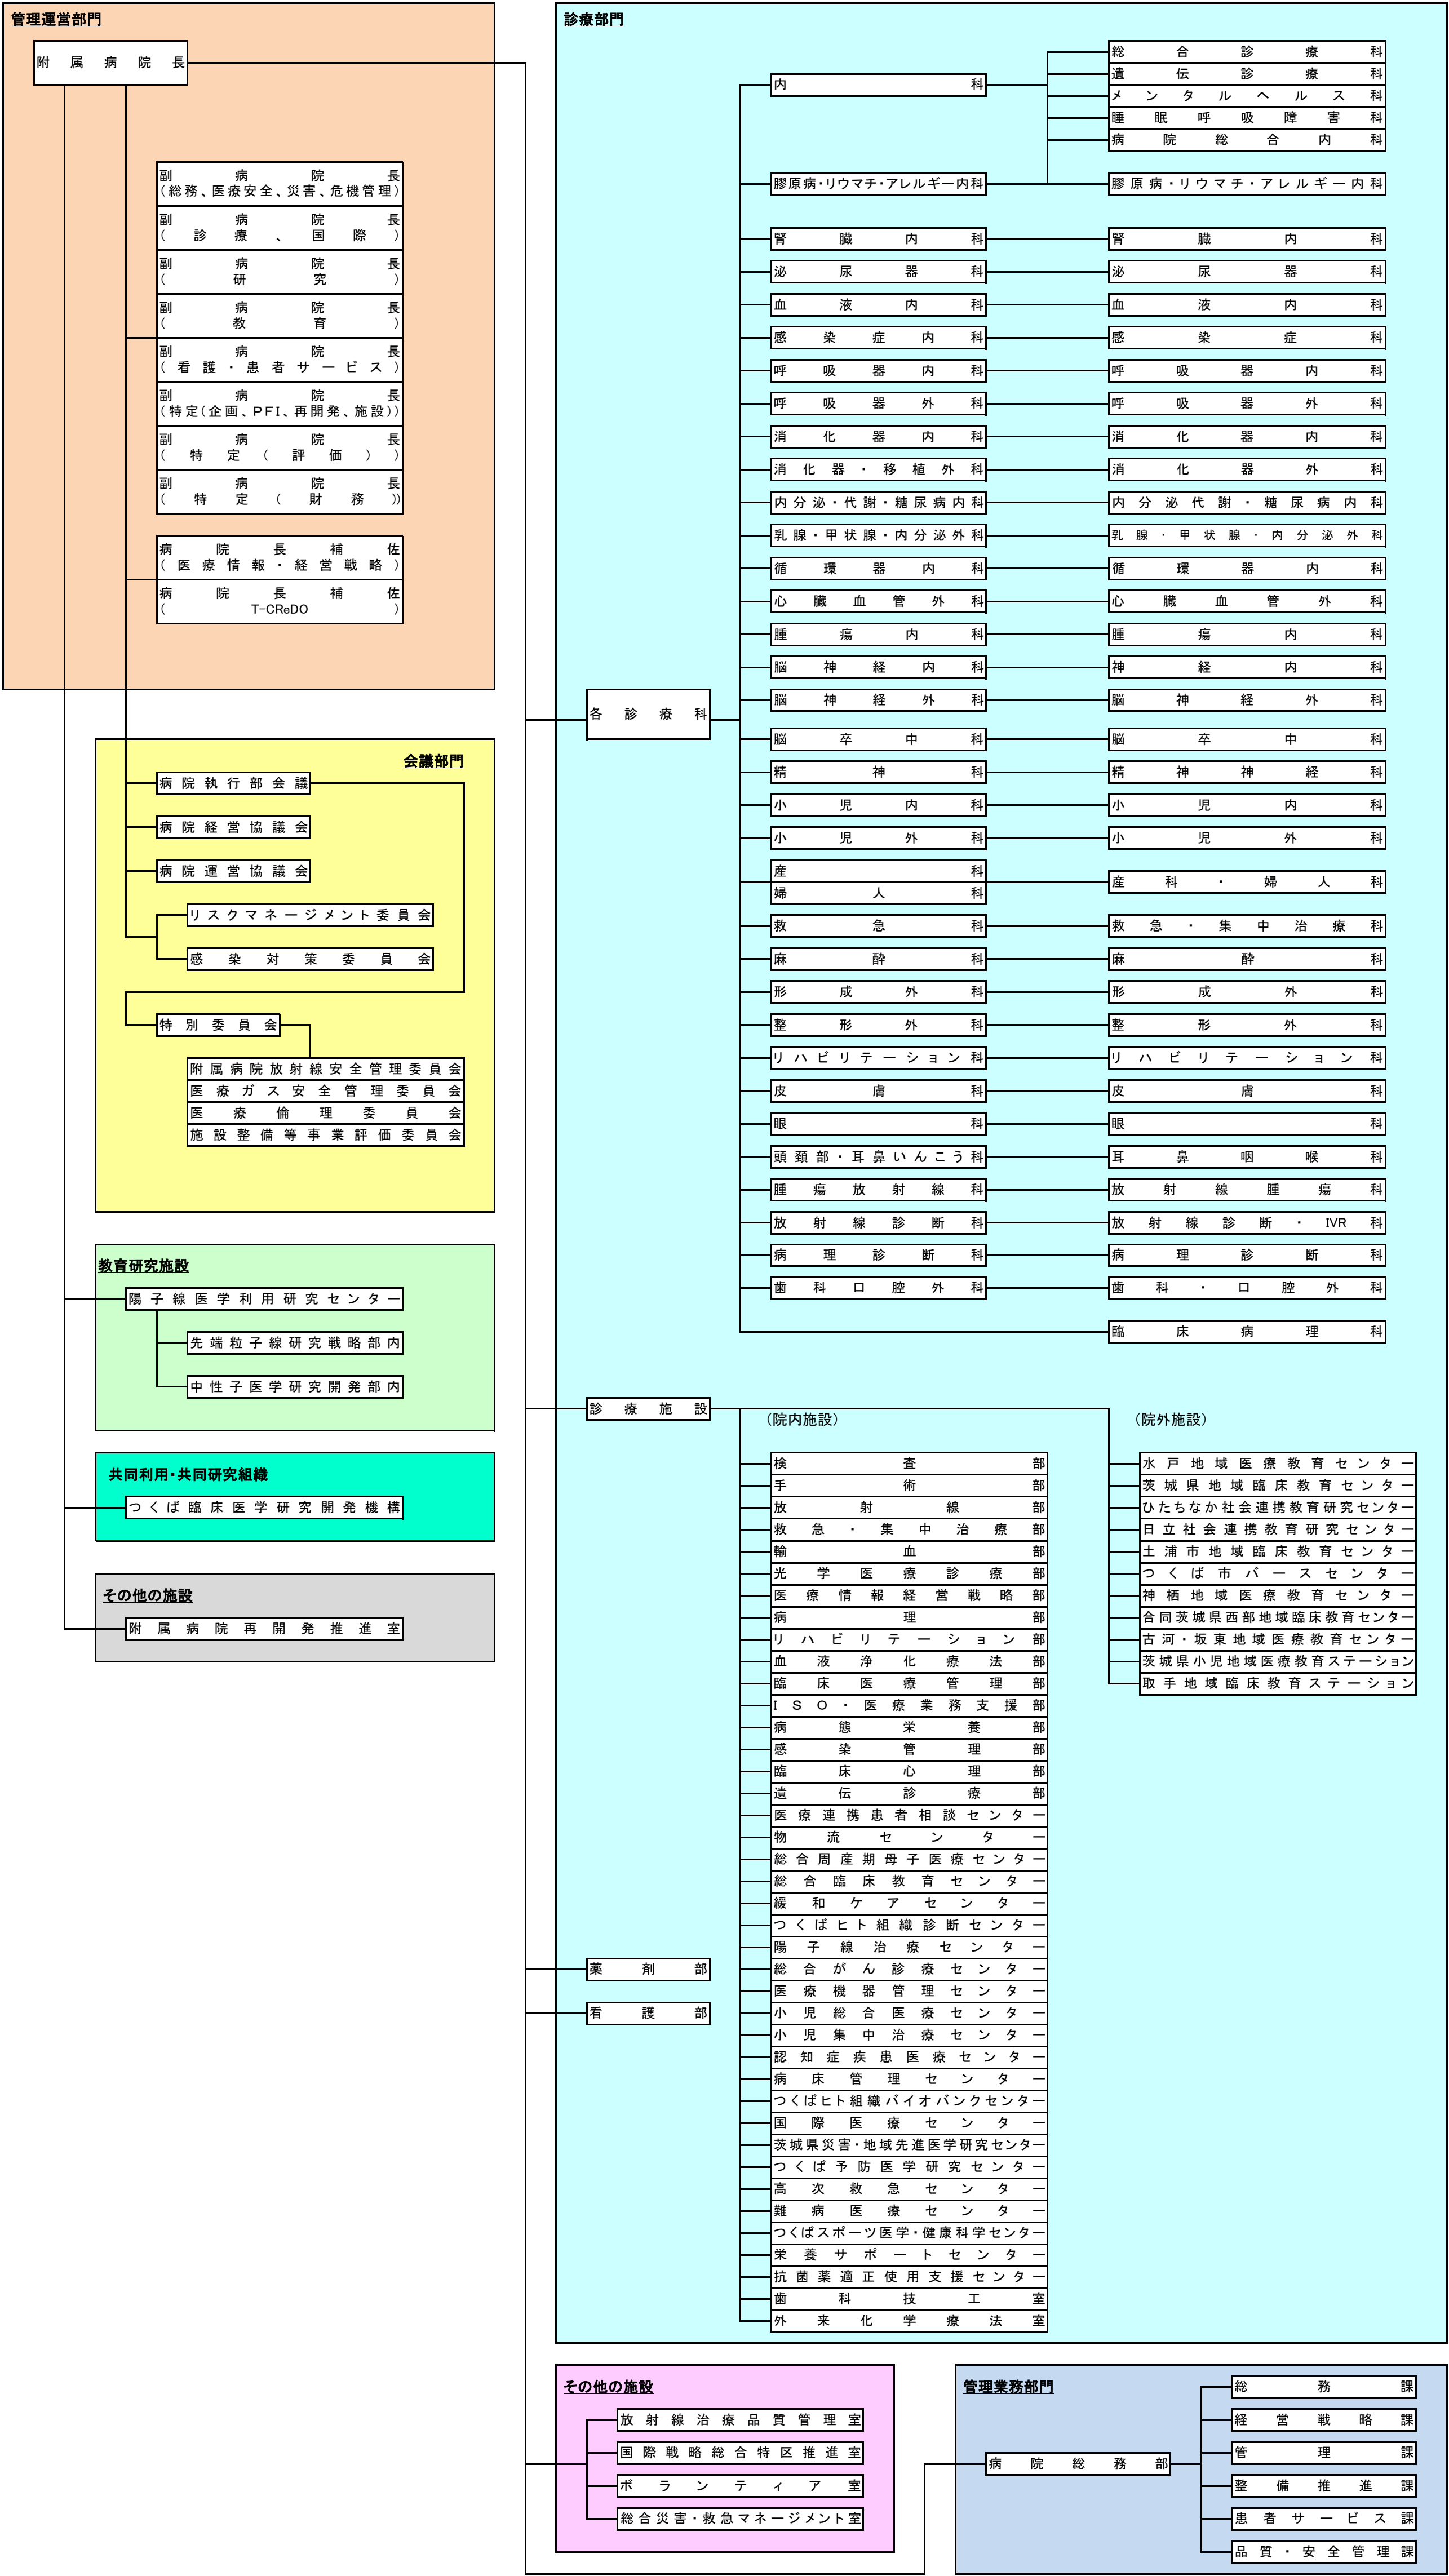 管理運営部門
附属病院長
副病院長
（総務、医療安全、災害、危機管理）
副病院長
（診療、国際）
副病院長
（研究）
副病院長
（教育）
副病院長
（看護・患者サービス）
副病院長
（特定（企画、PFI、再開発、施設））
副病院長
（特定（評価））
副病院長
（特定（財務））
病院長補佐
（医療情報・経営戦略）
病院長補佐
（T-CReDO）
会議部門
病院執行部会議
病院経営協議会
病院運営協議会
リスクマネージメント委員会
感染対策委員会
特別委員会
附属病院放射線安全管理委員会
医療ガス安全管理委員会
医療倫理委員会
施設整備等事業評価委員会
教育研究施設
陽子線医学利用研究センター
先端粒子線研究戦略部内
中性子医学研究開発部内
共同利用・共同研究組織
つくば臨床医学研究開発機構
その他の施設
附属病院再開発推進室
診療部門
各診療科
内科
総合診療科
遺伝診療科
メンタルヘルス科
睡眠呼吸障害科
病院総合内科
膠原病・リウマチ・アレルギー内科
膠原病・リウマチ・アレルギー内科
腎臓内科
腎臓内科
泌尿器科
泌尿器科
血液内科
血液内科
感染症内科
感染症科
呼吸器内科
呼吸器内科
呼吸器外科
呼吸器外科
消化器内科
消化器内科
消化器・移植外科
消化器外科
内分泌・代謝・糖尿病内科
内分泌代謝・糖尿病内科
乳腺・甲状腺・内分泌外科
乳腺・甲状腺・内分泌外科
循環器内科
循環器内科
心臓血管外科
心臓血管外科
腫瘍内科
腫瘍内科
脳神経内科
神経内科
脳神経外科
脳神経外科
脳卒中科
脳卒中科
精神科
精神神経科
小児内科
小児内科
小児外科
小児外科
産科
婦人科
産科・婦人科
救急科
救急・集中治療科
麻酔科
麻酔科
形成外科
形成外科
整形外科
整形外科
リハビリテーション科
リハビリテーション科
皮膚科
皮膚科
眼科
眼科
頭頚部・耳鼻いんこう科
耳鼻咽喉科
腫瘍放射線科
放射線腫瘍科
放射線診断科
放射線診断・IVR科
病理診断科
病理診断科
歯科口腔外科
歯科・口腔外科
臨床病理科
診療施設
（院内施設）
検査部
手術部
放射線部
救急・集中治療部
輸血部
光学医療診療部
医療情報経営戦略部
病理部
リハビリテーション部
血液浄化療法部
臨床医療管理部
ISO・医療業務支援部
病態栄養部
感染管理部
臨床心理部
遺伝診療部
医療連携患者相談センター
物流センター
総合周産期母子医療センター
総合臨床教育センター
緩和ケアセンター
つくばヒト組織診断センター
陽子線治療センター
総合がん診療センター
医療機器管理センター
小児総合医療センター
小児集中治療センター
認知症疾患医療センター
病床管理センター
つくばヒト組織バイオバンクセンター
国際医療センター
茨城県災害・地域先進医学研究センター
つくば予防医学研究センター
高次救急センター
難病医療センター
つくばスポーツ医学・健康科学センター
栄養サポートセンター
抗菌薬適正使用支援センター
歯科技工室
外来化学療法室
（院外施設）
水戸地域医療教育センター
茨城県地域臨床教育センター
ひたちなか社会連携教育研究センター
日立社会連携教育研究センター
土浦市地域臨床教育センター
つくば市バースセンター
神栖地域医療教育センター
合同茨城県西部地域臨床教育センター
古河・坂東地域医療教育センター
茨城県小児地域医療教育ステーション
取手地域臨床教育ステーション
薬剤部
看護部
その他の施設
放射線治療品質管理室
国際戦略総合特区推進室
ボランティア室
総合災害・救急マネージメント室
管理業務部門
病院総務部
総務課
経営戦略課
管理課
整備推進課
患者サービス課
品質・安全管理課